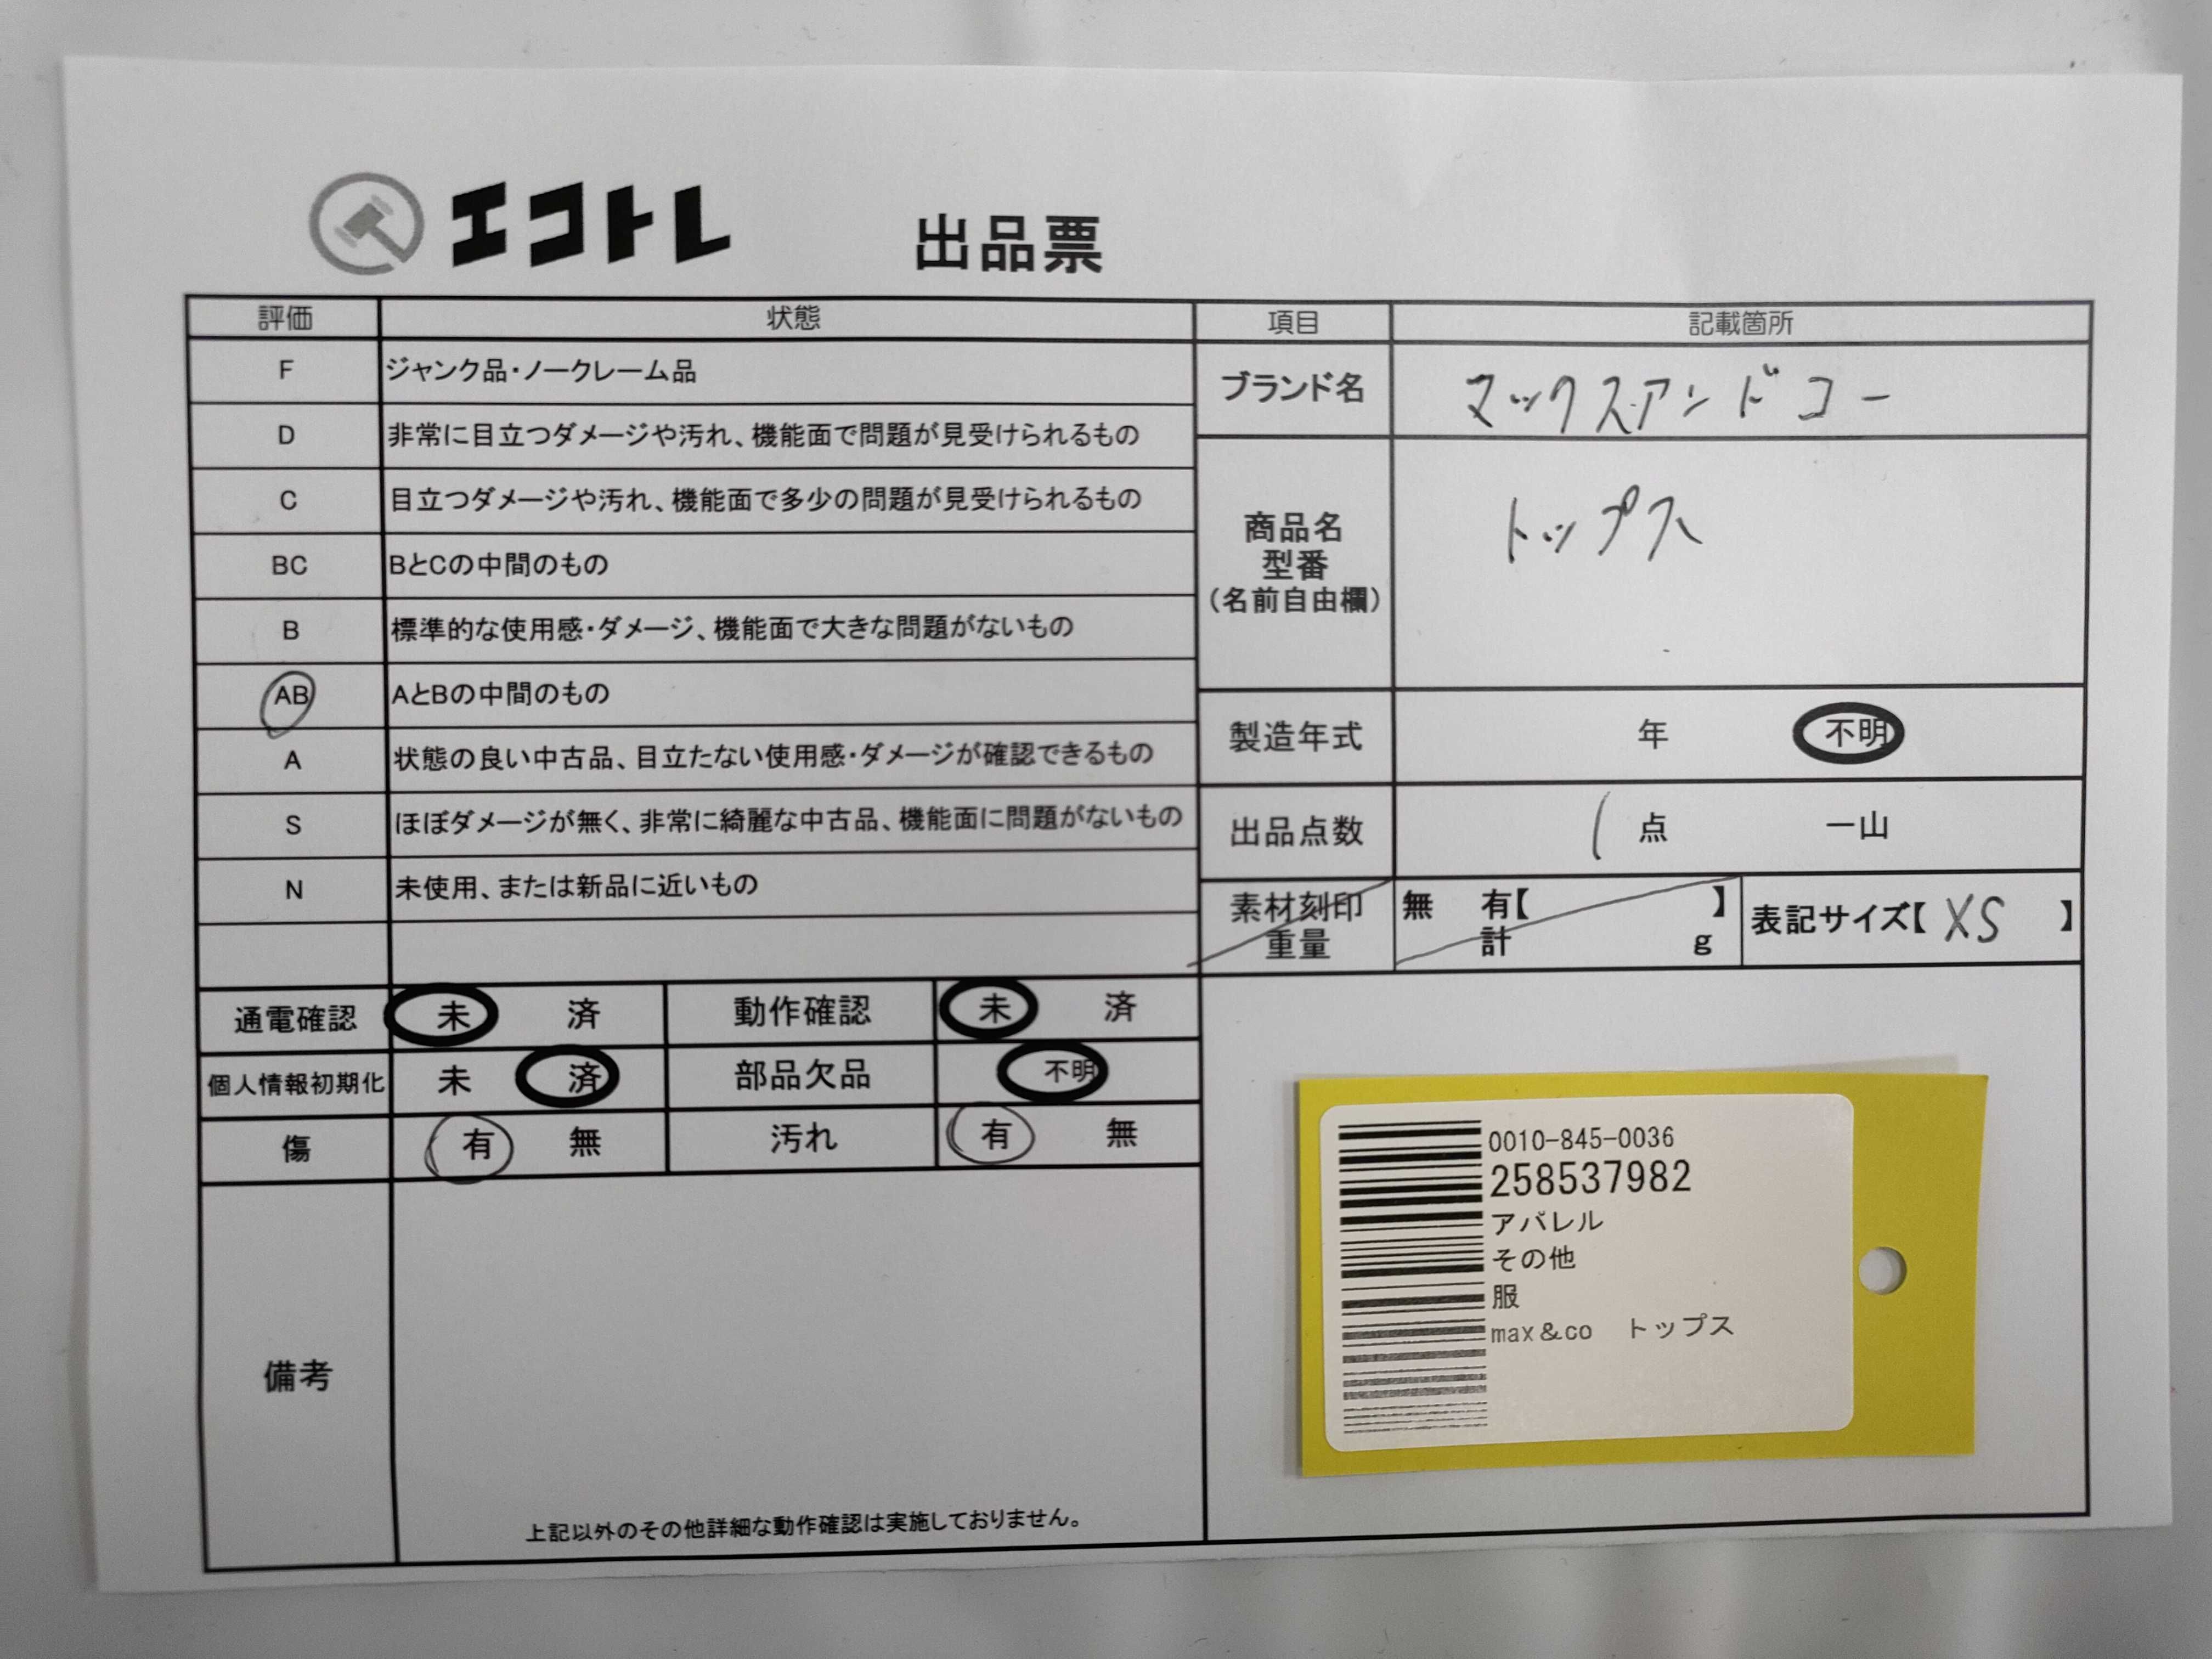 エコトレ 出品票
評価 状態 項目 記載箇所
F ジャンク品・ノークレーム品
D 非常に目立つダメージや汚れ、機能面で問題が見受けられるもの
C 目立つダメージや汚れ、機能面で多少の問題が見受けられるもの
BC BとCの中間のもの
B 標準的な使用感・ダメージ、機能面で大きな問題がないもの
AB AとBの中間のもの
A 状態の良い中古品、目立たない使用感・ダメージが確認できるもの
S ほぼダメージが無く、非常に綺麗な中古品、機能面に問題がないもの
N 未使用、または新品に近いもの
ブランド名 マックスアンドコー
商品名
型番
(名前自由欄)
トップス
製造年式 年 不明
出品点数 1 点 一山
素材刻印 無 有【 】
重量 計 g
表記サイズ【 XS 】
通電確認 未 済 動作確認 未 済
個人情報初期化 未 済 部品欠品 不明
傷 有 無 汚れ 有 無
備考
上記以外のその他詳細な動作確認は実施しておりません。
0010-845-0036
258537982
アパレル
その他
服
max&co トップス